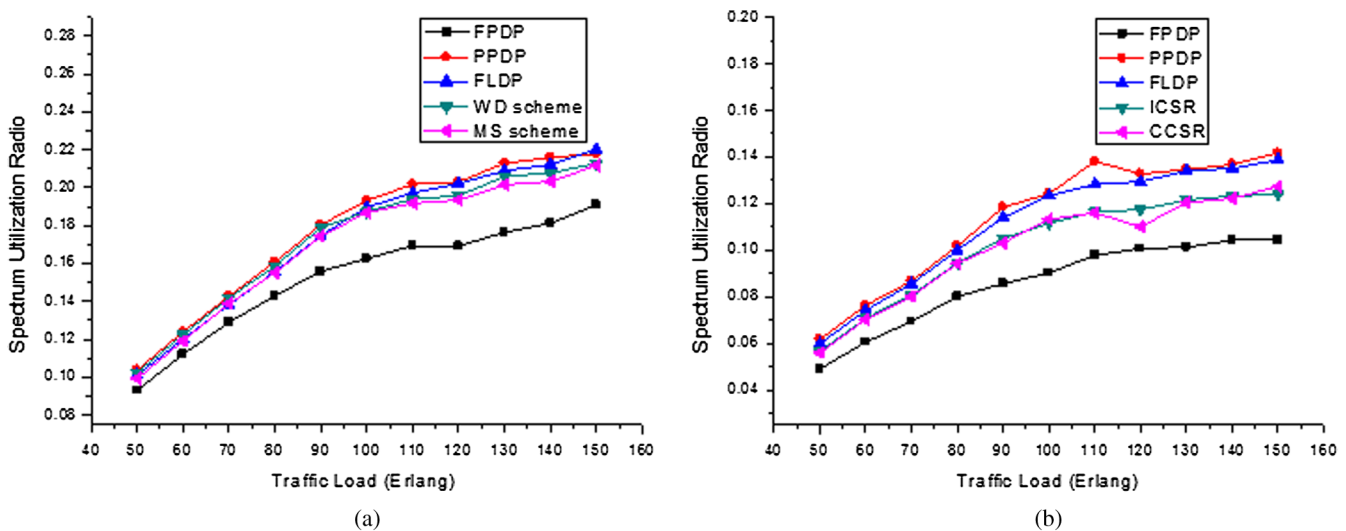 0.28
0.26
0.24
0.22
0.20
0.18
0.16
0.14
0.12
0.10
0.08
Spectrum Utilization Radio
FPDP
PPDP
FLDP
WD scheme
MS scheme
40 50 60 70 80 90 100 110 120 130 140 150 160
Traffic Load (Erlang)
(a)
0.20
0.18
0.16
0.14
0.12
0.10
0.08
0.06
0.04
Spectrum Utilization Radio
FPDP
PPDP
FLDP
ICSR
CCSR
40 50 60 70 80 90 100 110 120 130 140 150 160
Traffic Load (Erlang)
(b)